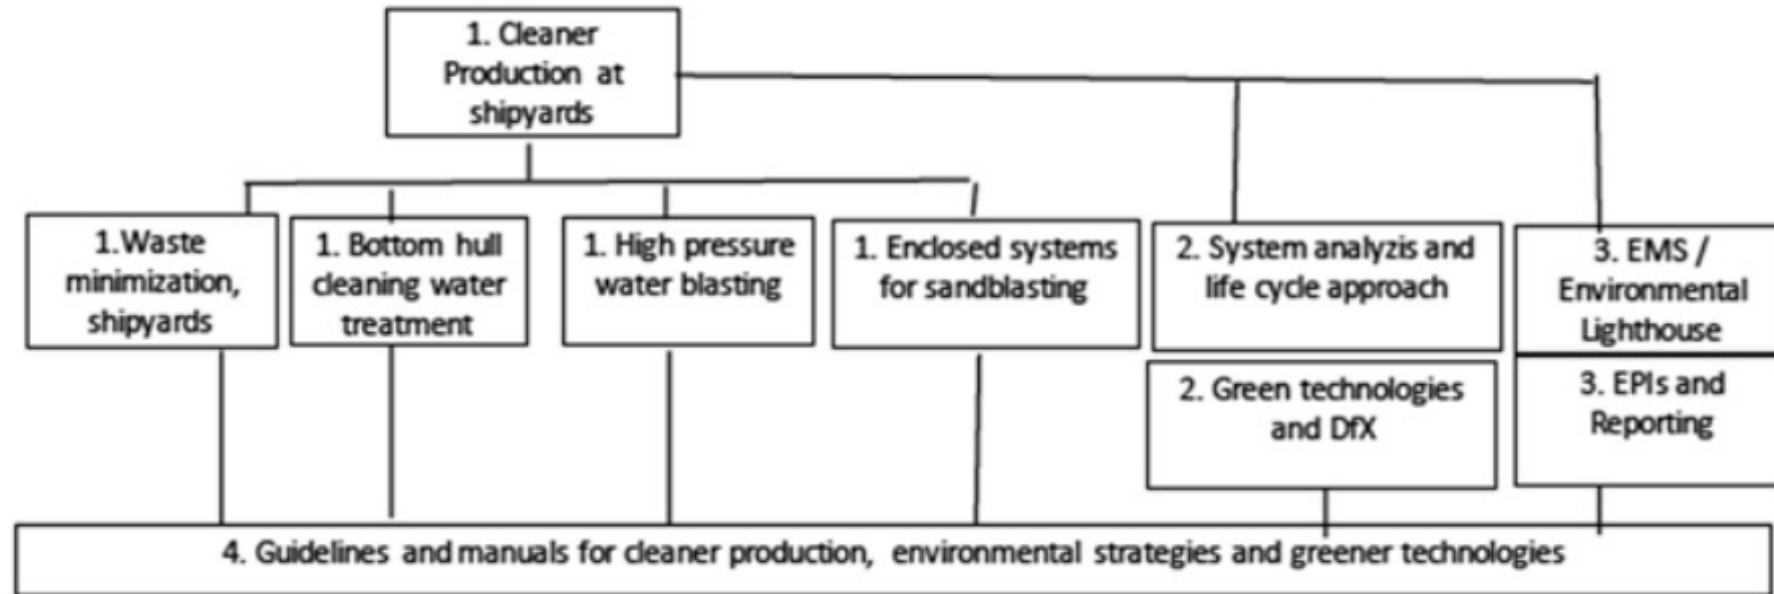 1. Cleaner
Production at
shipyards
1.Waste
minimization,
shipyards
1. Bottom hull
cleaning water
treatment
1. High pressure
water blasting
1. Enclosed systems
for sandblasting
2. System analyzis and
life cycle approach
3. EMS /
Environmental
Lighthouse
2. Green technologies
and DfX
3. EPIs and
Reporting
4. Guidelines and manuals for cleaner production, environmental strategies and greener technologies